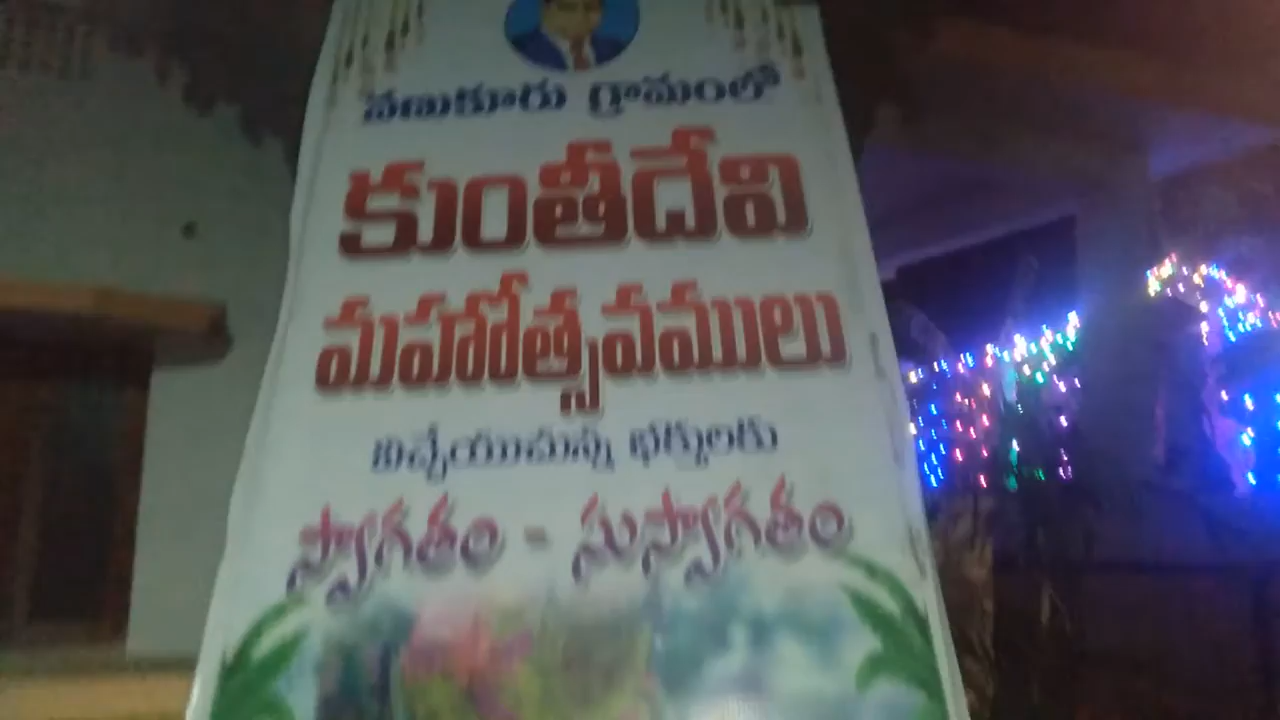 వేణుకూరు గ్రామంలో
కుంతీదేవి
మహోత్సవములు
విచ్చేయుచున్న భక్తులకు
స్వాగతం - సుస్వాగతం